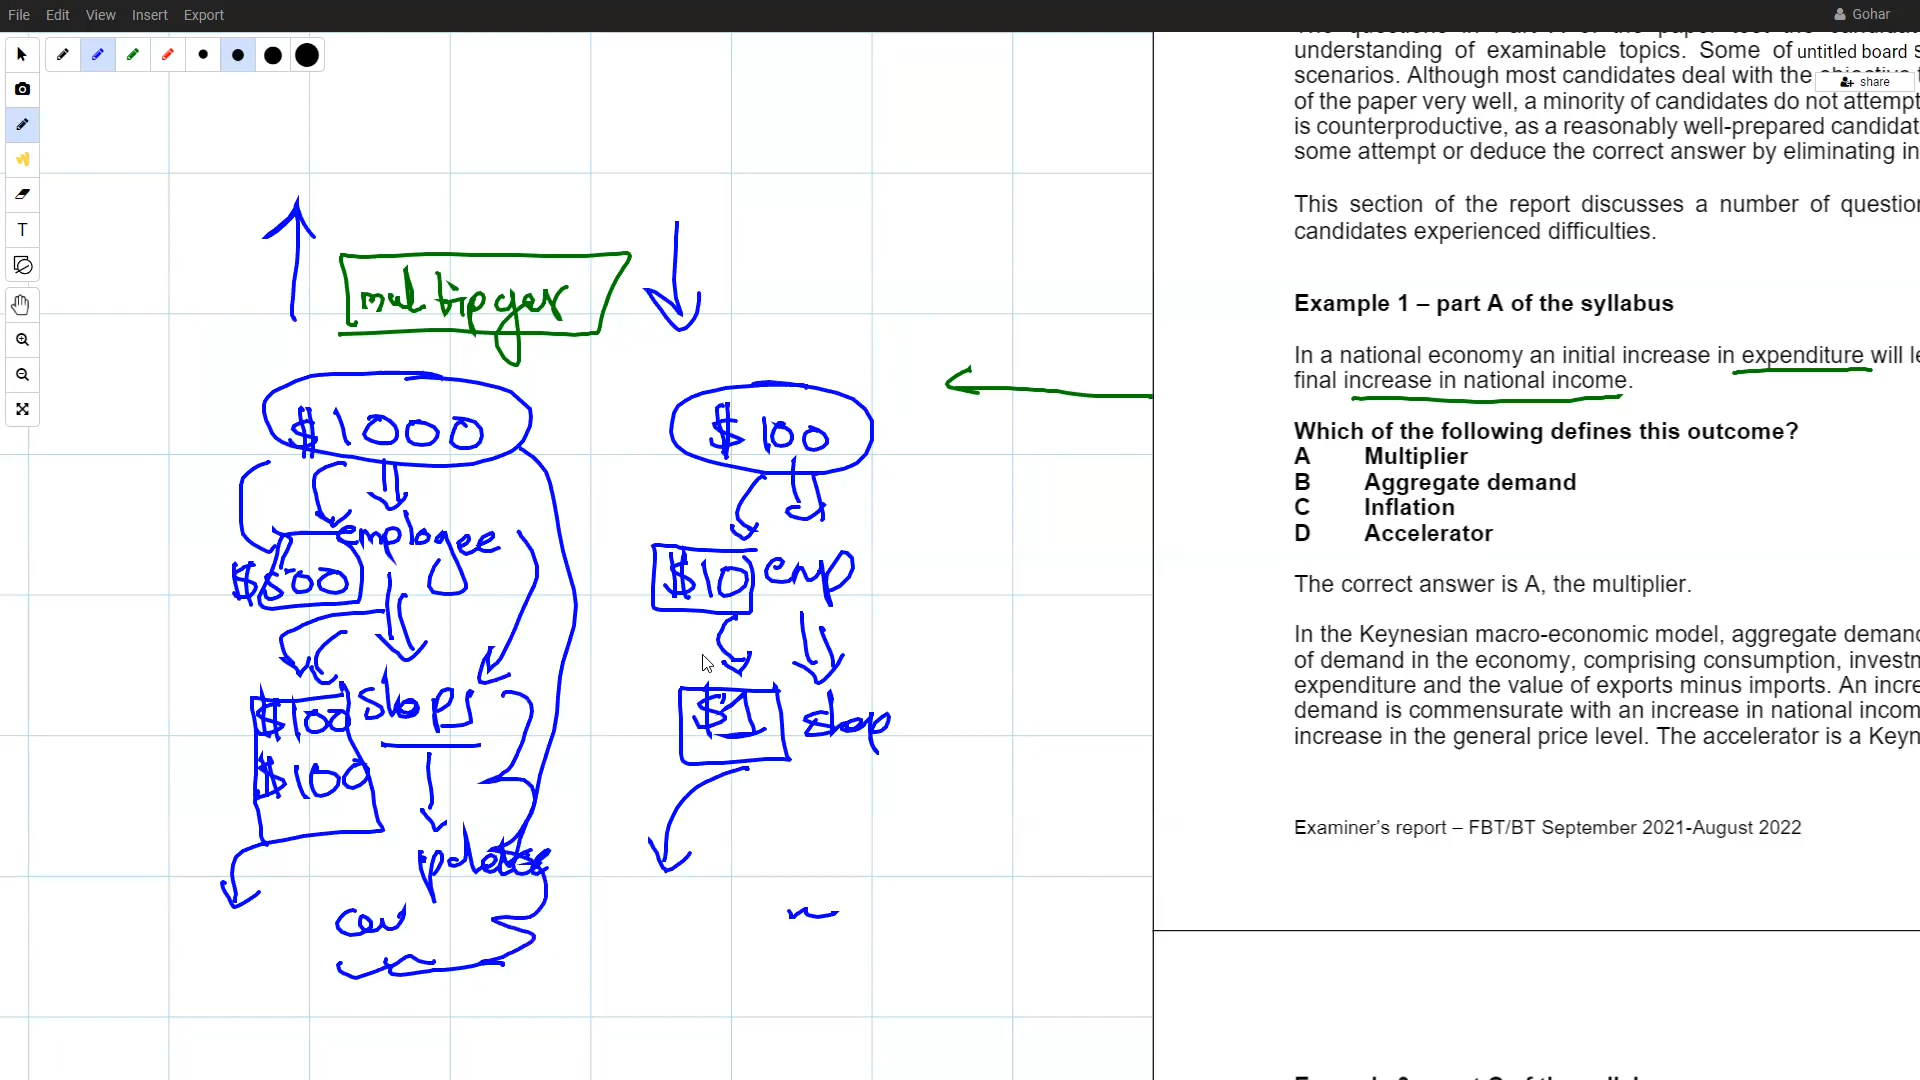 File Edit View Insert Export
Gohar
untitled board
share
understanding of examinable topics. Some of
scenarios. Although most candidates deal with the objective
of the paper very well, a minority of candidates do not attempt
is counterproductive, as a reasonably well-prepared candidat
some attempt or deduce the correct answer by eliminating in
This section of the report discusses a number of question
candidates experienced difficulties.
Example 1 – part A of the syllabus
In a national economy an initial increase in expenditure will le
final increase in national income.
Which of the following defines this outcome?
A Multiplier
B Aggregate demand
C Inflation
D Accelerator
The correct answer is A, the multiplier.
In the Keynesian macro-economic model, aggregate demand
of demand in the economy, comprising consumption, investm
expenditure and the value of exports minus imports. An incre
demand is commensurate with an increase in national incom
increase in the general price level. The accelerator is a Keyn
Examiner's report – FBT/BT September 2021-August 2022
$1000
$100
employee
$500
$10 emp
$100 shops
$100
$1 shop
T